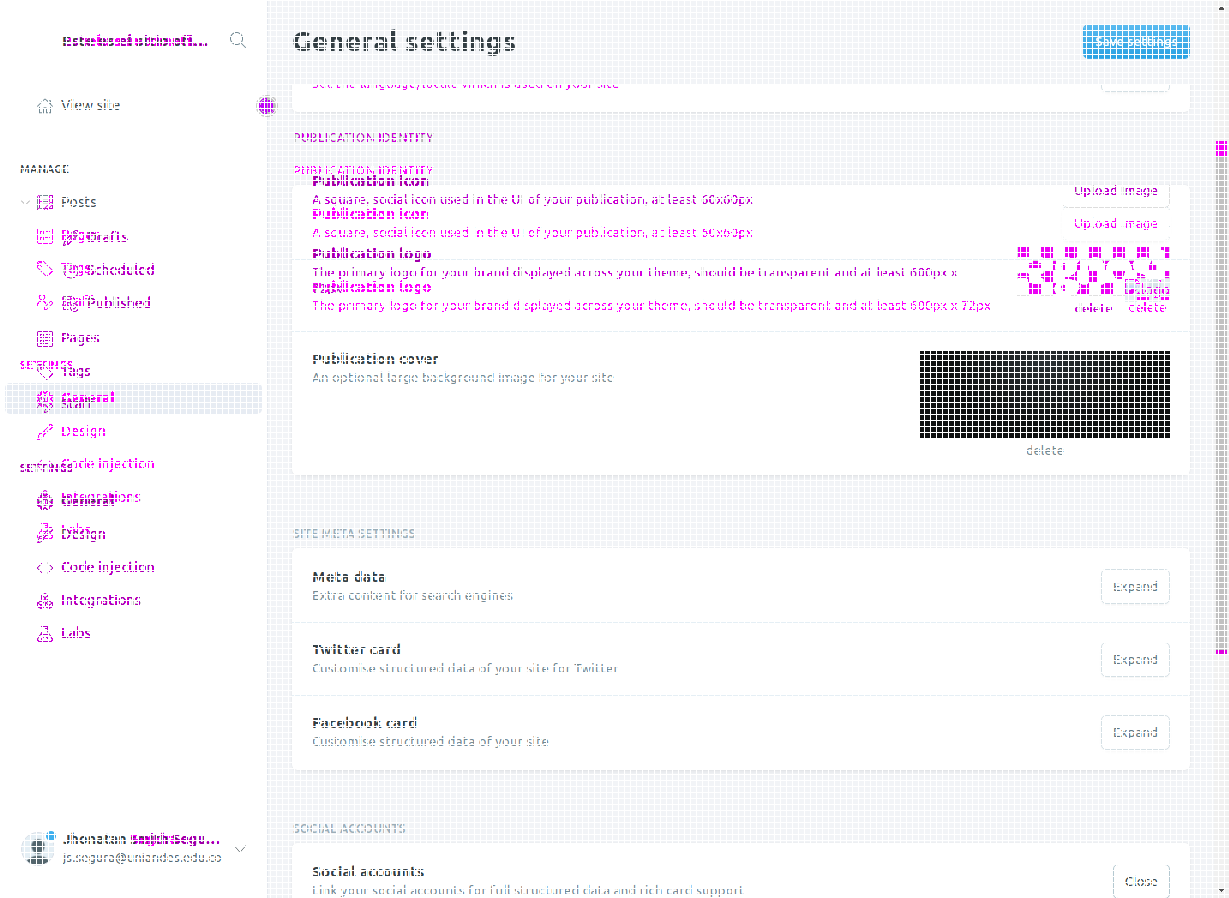 General settings
Save settings
View site
Set the language/locale which is used on your site
PUBLICATION IDENTITY
MANAGE
PUBLICATION IDENTITY
Publication icon
Upload Image
Posts
A square, social icon used in the UI of your publication, at least 60x60px
Publication icon
Upload Image
Drafts
A square, social icon used in the UI of your publication, at least 60x60px
Publication logo
Scheduled
The primary logo for your brand displayed across your theme, should be transparent and at least 600px x
Publication logo
Published
The primary logo for your brand displayed across your theme, should be transparent and at least 600px x 72px
delete
delete
Pages
SETTINGS
Tags
Publication cover
An optional large background image for your site
General
Staff
Design
delete
SETTINGS
Code injection
Integrations
General
Labs
Design
SITE META SETTINGS
Code injection
Meta data
Extra content for search engines
Expand
Integrations
Labs
Twitter card
Customise structured data of your site for Twitter
Expand
Facebook card
Customise structured data of your site
Expand
SOCIAL ACCOUNTS
Jhonatan
js.segura@uniandes.edu.co
Social accounts
Link your social accounts for full structured data and rich card support
Close